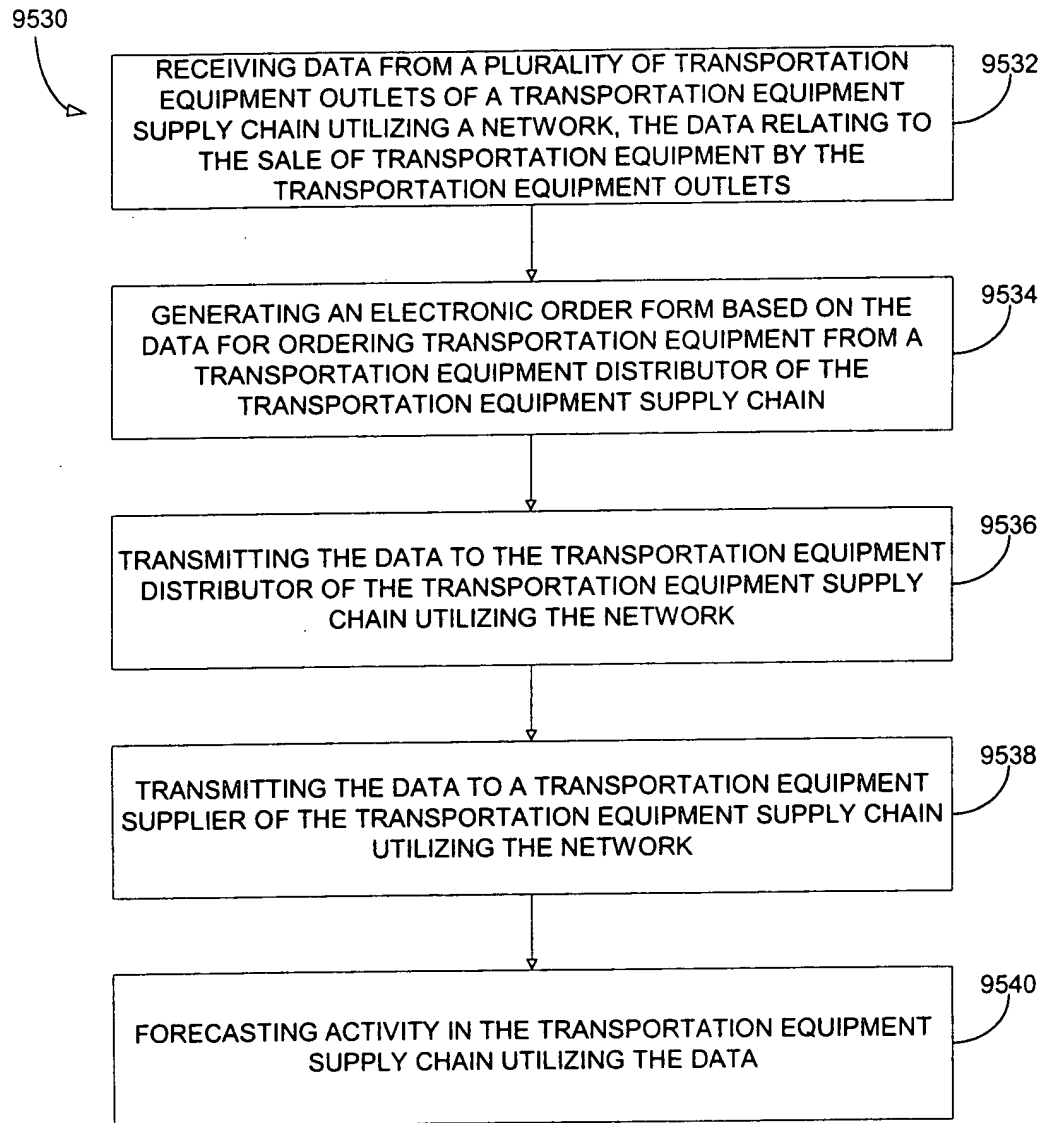 9530
RECEIVING DATA FROM A PLURALITY OF TRANSPORTATION
EQUIPMENT OUTLETS OF A TRANSPORTATION EQUIPMENT
SUPPLY CHAIN UTILIZING A NETWORK, THE DATA RELATING TO
THE SALE OF TRANSPORTATION EQUIPMENT BY THE
TRANSPORTATION EQUIPMENT OUTLETS
9532
GENERATING AN ELECTRONIC ORDER FORM BASED ON THE
DATA FOR ORDERING TRANSPORTATION EQUIPMENT FROM A
TRANSPORTATION EQUIPMENT DISTRIBUTOR OF THE
TRANSPORTATION EQUIPMENT SUPPLY CHAIN
9534
TRANSMITTING THE DATA TO THE TRANSPORTATION EQUIPMENT
DISTRIBUTOR OF THE TRANSPORTATION EQUIPMENT SUPPLY
CHAIN UTILIZING THE NETWORK
9536
TRANSMITTING THE DATA TO A TRANSPORTATION EQUIPMENT
SUPPLIER OF THE TRANSPORTATION EQUIPMENT SUPPLY CHAIN
UTILIZING THE NETWORK
9538
FORECASTING ACTIVITY IN THE TRANSPORTATION EQUIPMENT
SUPPLY CHAIN UTILIZING THE DATA
9540